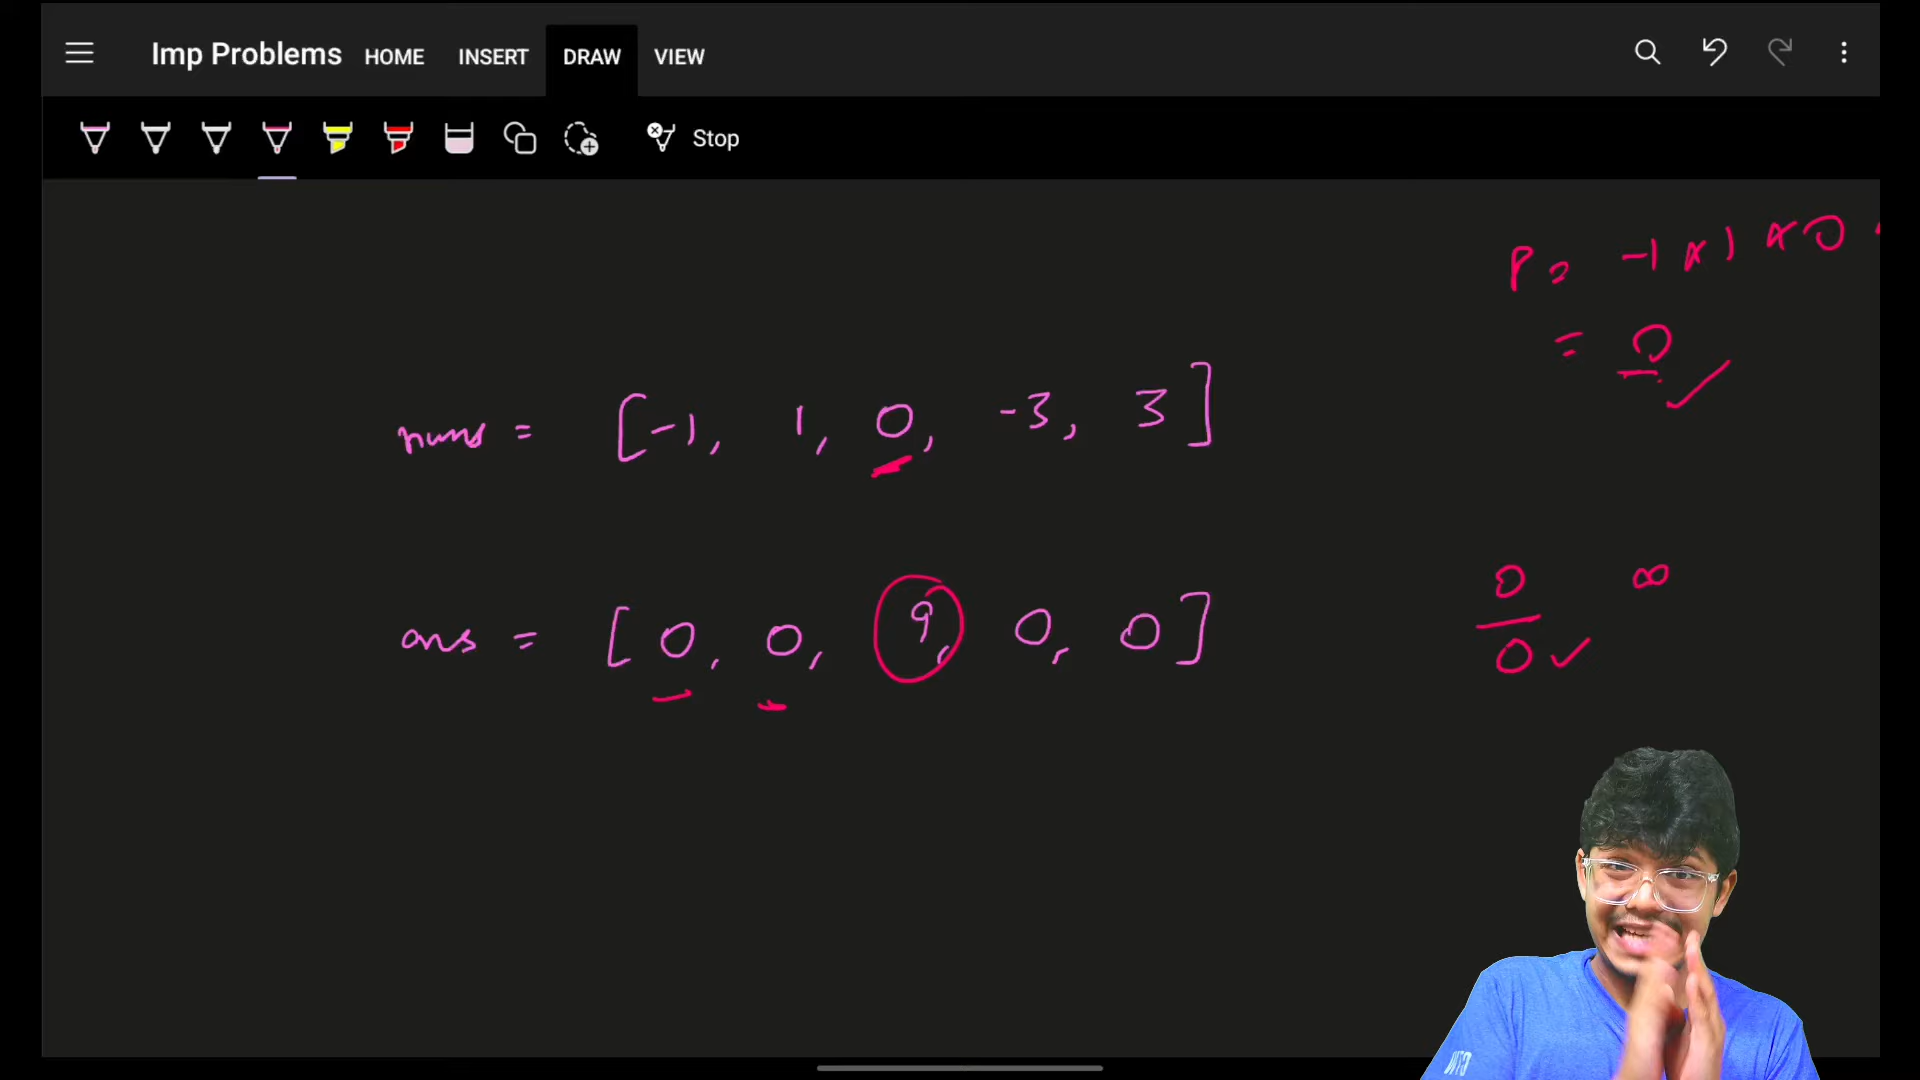 Imp Problems HOME INSERT DRAW VIEW
Stop
P = -1 x 1 x 0
= 0
nums = [-1, 1, 0, -3, 3]
ans = [0, 0, 9, 0, 0]
0 ∞
0